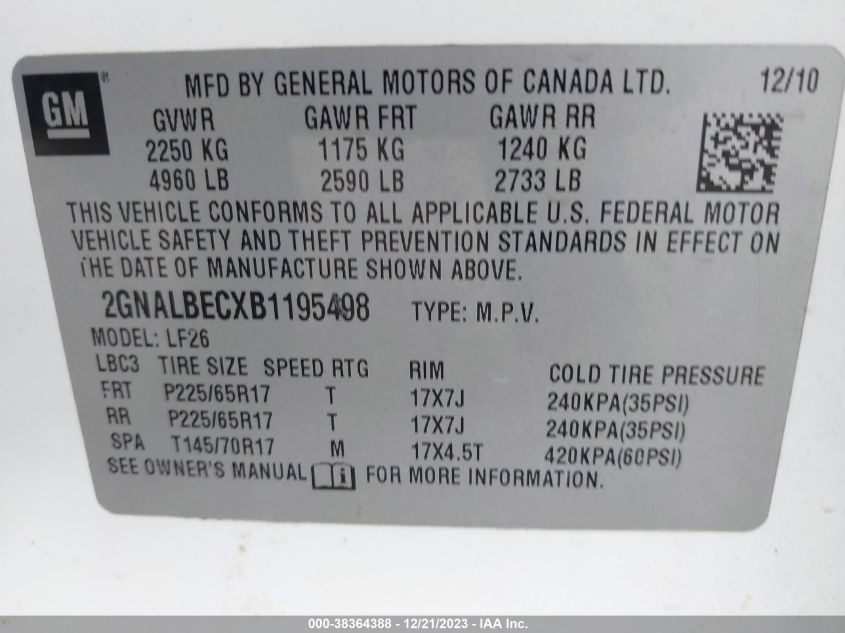 GM ® MFD BY GENERAL MOTORS OF CANADA LTD. 12/10
GVWR GAWR FRT GAWR RR
2250 KG 1175 KG 1240 KG
4960 LB 2590 LB 2733 LB
THIS VEHICLE CONFORMS TO ALL APPLICABLE U.S. FEDERAL MOTOR
VEHICLE SAFETY AND THEFT PREVENTION STANDARDS IN EFFECT ON
THE DATE OF MANUFACTURE SHOWN ABOVE.
2GNALBECXB1195498 TYPE: M.P.V.
MODEL: LF26
LBC3 TIRE SIZE SPEED RTG RIM COLD TIRE PRESSURE
FRT P225/65R17 T 17X7J 240KPA(35PSI)
RR P225/65R17 T 17X7J 240KPA(35PSI)
SPA T145/70R17 M 17X4.5T 420KPA(60PSI)
SEE OWNER'S MANUAL i FOR MORE INFORMATION.
000-38364388 - 12/21/2023 - IAA Inc.